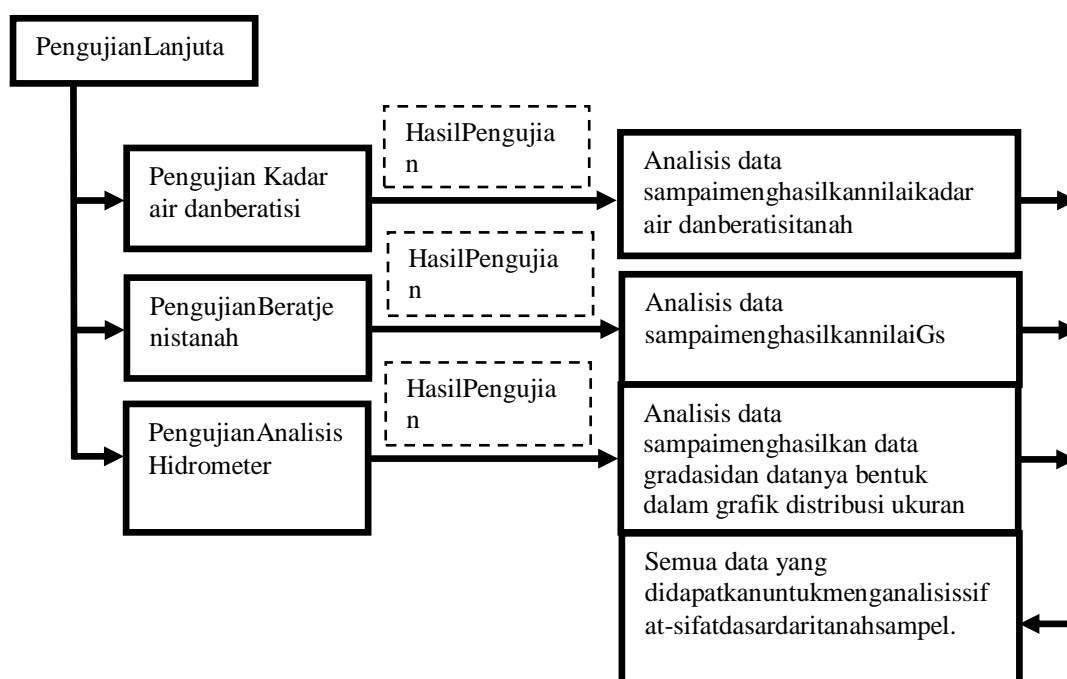 PengujianLanjuta
HasilPengujia
n
Pengujian Kadar
air danberatisi
Analisis data
sampaimenghasilkannilaikadar
air danberatisitanah
HasilPengujia
n
PengujianBeratje
nistanah
Analisis data
sampaimenghasilkannilaiGs
HasilPengujia
n
PengujianAnalisis
Hidrometer
Analisis data
sampaimenghasilkan data
gradasidan datanya bentuk
dalam grafik distribusi ukuran
Semua data yang
didapatkanuntukmenganalisissif
at-sifatdasardaritanahsampel.